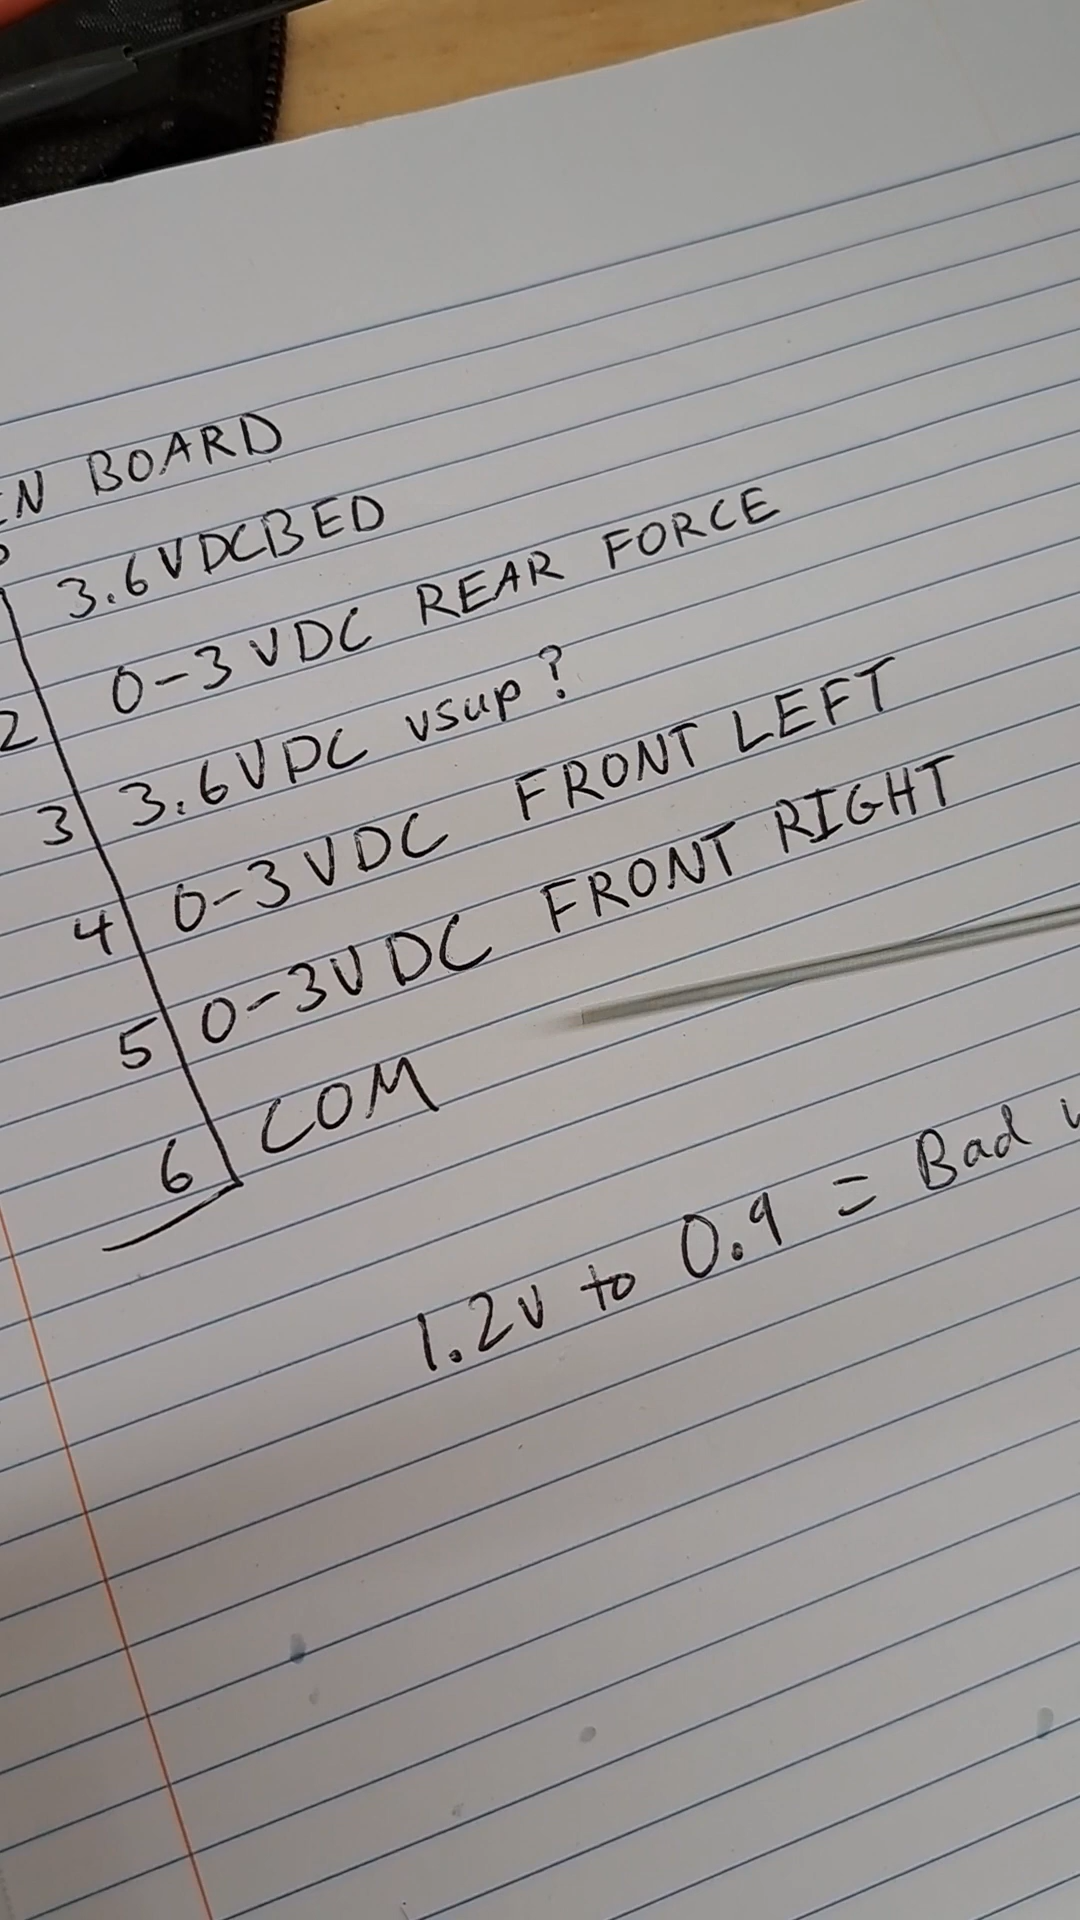 BOARD
3.6VDCBED
2 0-3VDC REAR FORCE
3 3.6VDC vsup?
4 0-3VDC FRONT LEFT
5 0-3VDC FRONT RIGHT
6 COM
1.2v to 0.9 = Bad